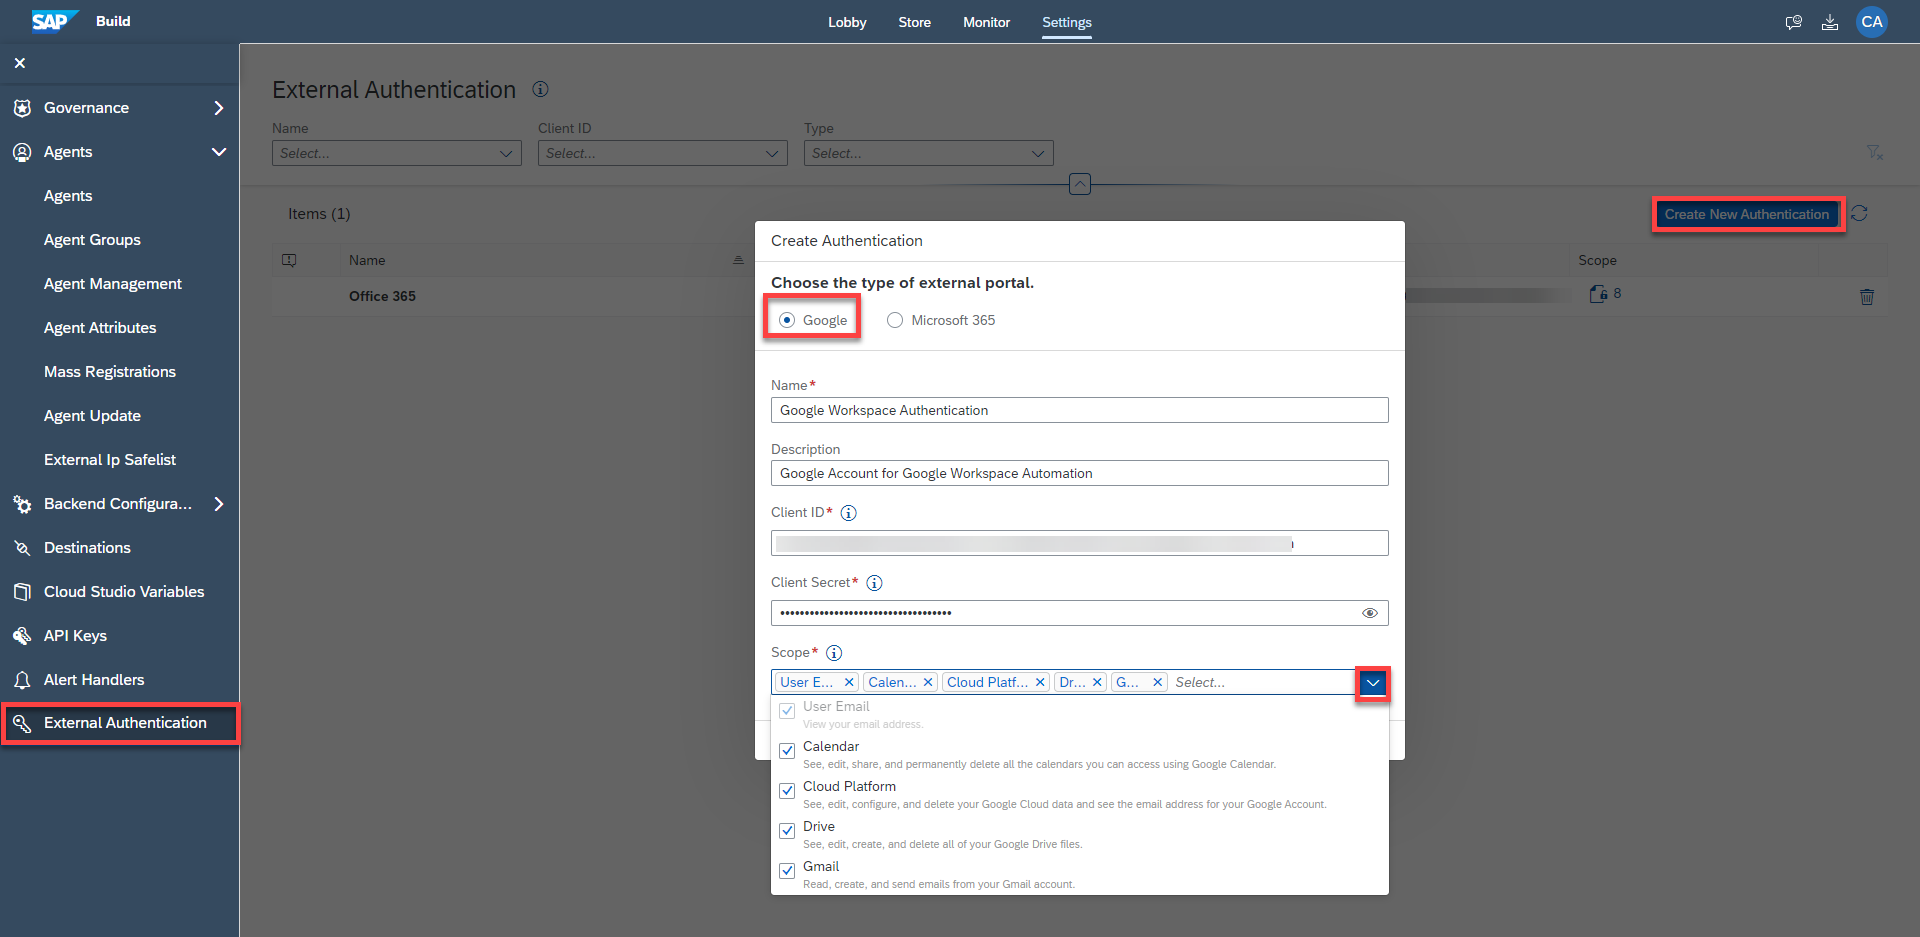 SAP Build
Lobby Store Monitor Settings
CA
Governance
Agents
Agents
Agent Groups
Agent Management
Agent Attributes
Mass Registrations
Agent Update
External Ip Safelist
Backend Configura...
Destinations
Cloud Studio Variables
API Keys
Alert Handlers
External Authentication
External Authentication
Name Client ID Type
Select... Select... Select...
Items (1)
Create New Authentication
Name Scope
Office 365 8
Create Authentication
Choose the type of external portal.
Google Microsoft 365
Name*
Google Workspace Authentication
Description
Google Account for Google Workspace Automation
Client ID*
Client Secret*
Scope*
User E... Calen... Cloud Platf... Dr... G... Select...
User Email
View your email address.
Calendar
See, edit, share, and permanently delete all the calendars you can access using Google Calendar.
Cloud Platform
See, edit, configure, and delete your Google Cloud data and see the email address for your Google Account.
Drive
See, edit, create, and delete all of your Google Drive files.
Gmail
Read, create, and send emails from your Gmail account.